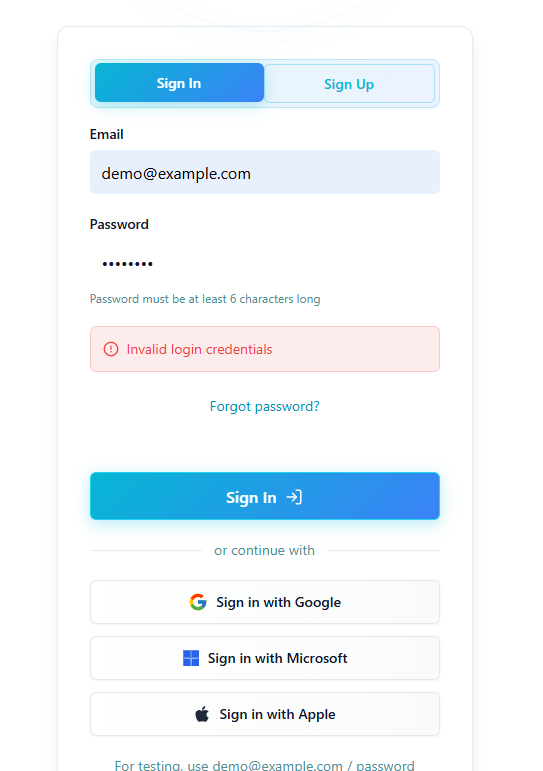 Sign In
Sign Up
Email
demo@example.com
Password
••••••••
Password must be at least 6 characters long
Invalid login credentials
Forgot password?
Sign In
or continue with
Sign in with Google
Sign in with Microsoft
Sign in with Apple
For testing, use demo@example.com / password